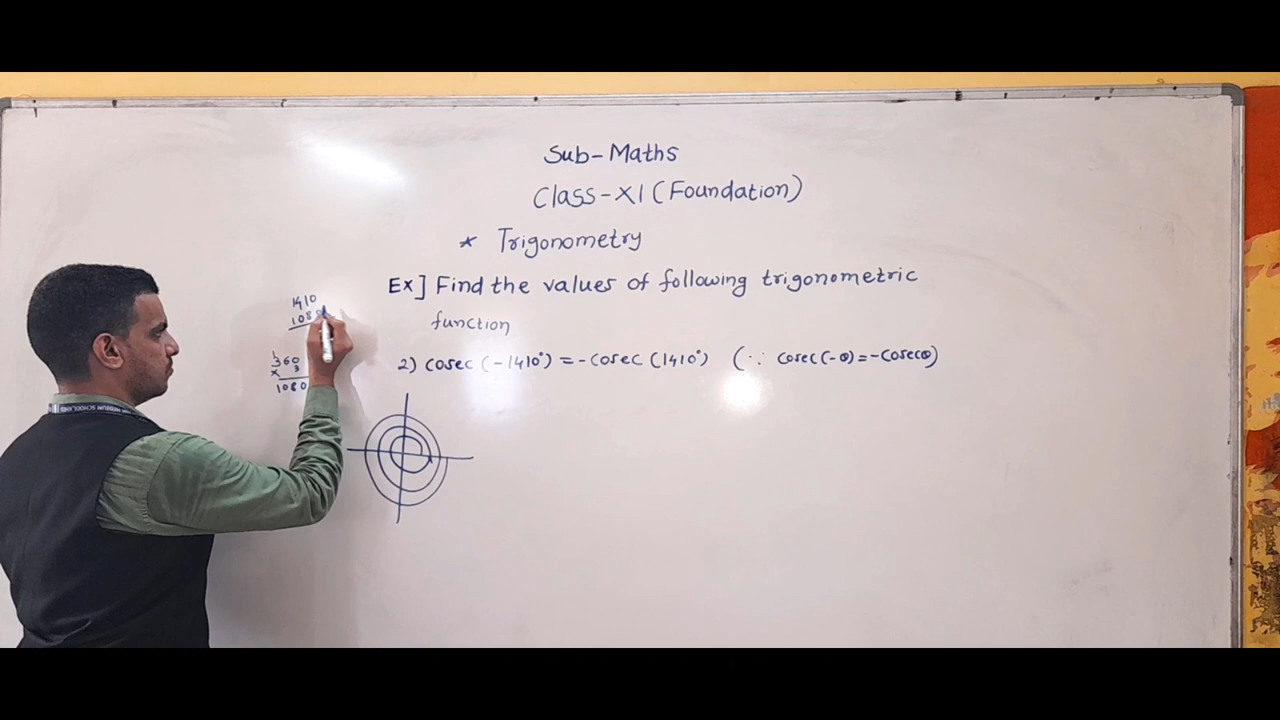 Sub-Maths
Class-XI (Foundation)
* Trigonometry
Ex] Find the values of following trigonometric
function
2) cosec (-1410°) = -cosec (1410°) (∵ cosec(-θ)=-cosecθ)
1410
1080
1
360
× 3
1080